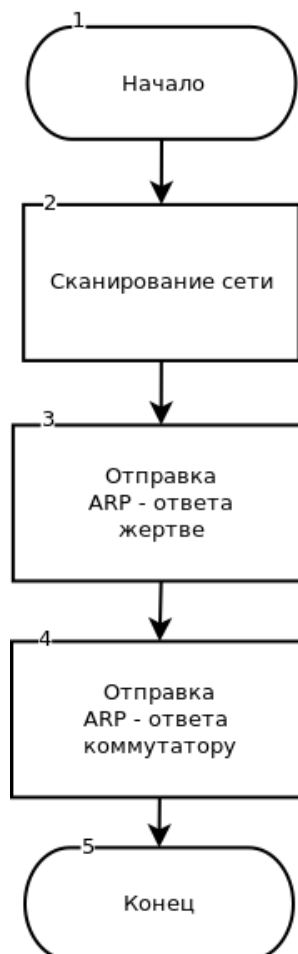 1
Начало
2
Сканирование сети
3
Отправка
ARP - ответа
жертве
4
Отправка
ARP - ответа
коммутатору
5
Конец